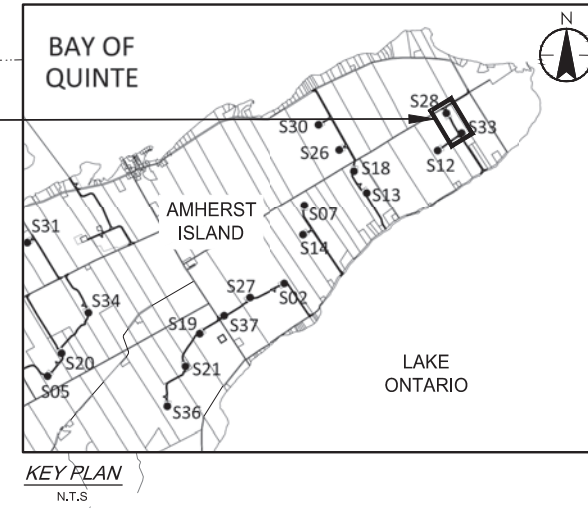 BAY OF
QUINTE
N
S28
S30
S33
S26
S12
S18
S13
S07
AMHERST
ISLAND
S14
S31
S27
S02
S34
S37
S19
S20
S21
S05
S36
LAKE
ONTARIO
KEY PLAN
N.T.S